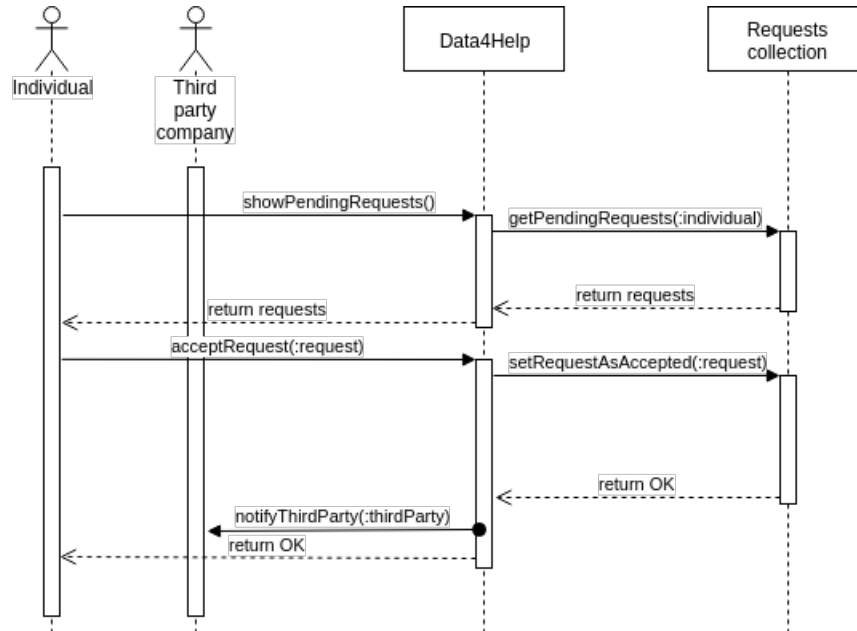 Individual
Third
party
company
Data4Help
Requests
collection
showPendingRequests()
getPendingRequests(:individual)
return requests
return requests
acceptRequest(:request)
setRequestAsAccepted(:request)
return OK
notifyThirdParty(:thirdParty)
return OK